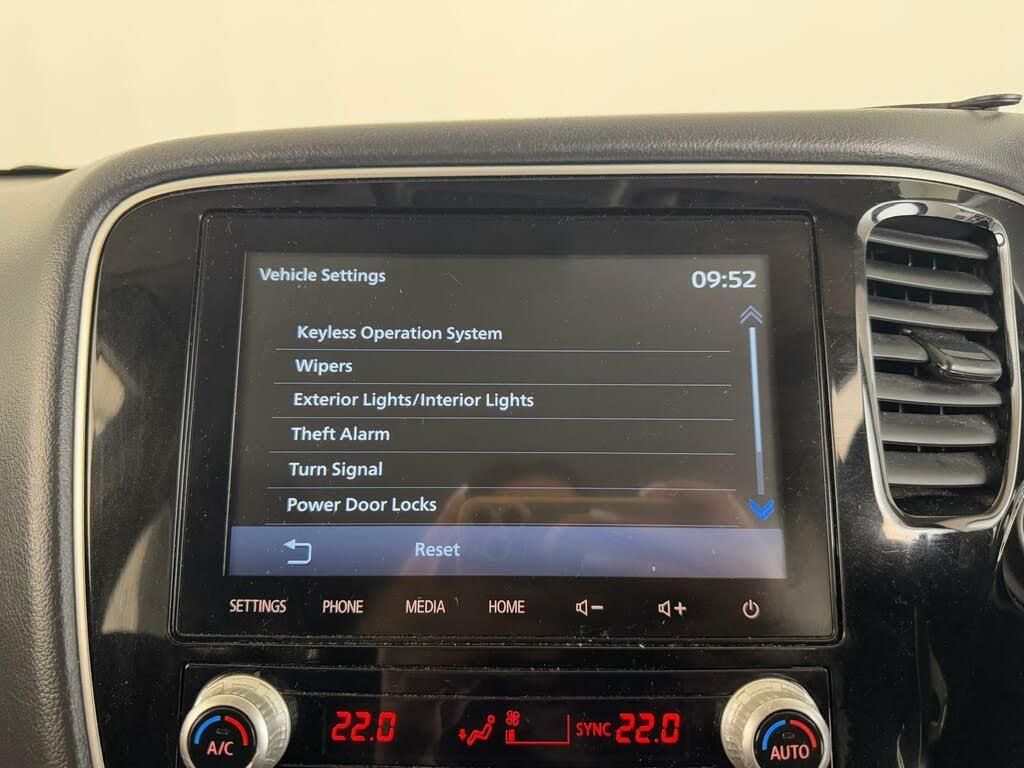 Vehicle Settings 09:52
Keyless Operation System
Wipers
Exterior Lights/Interior Lights
Theft Alarm
Turn Signal
Power Door Locks
Reset
SETTINGS PHONE MEDIA HOME
22.0 SYNC 22.0
A/C AUTO